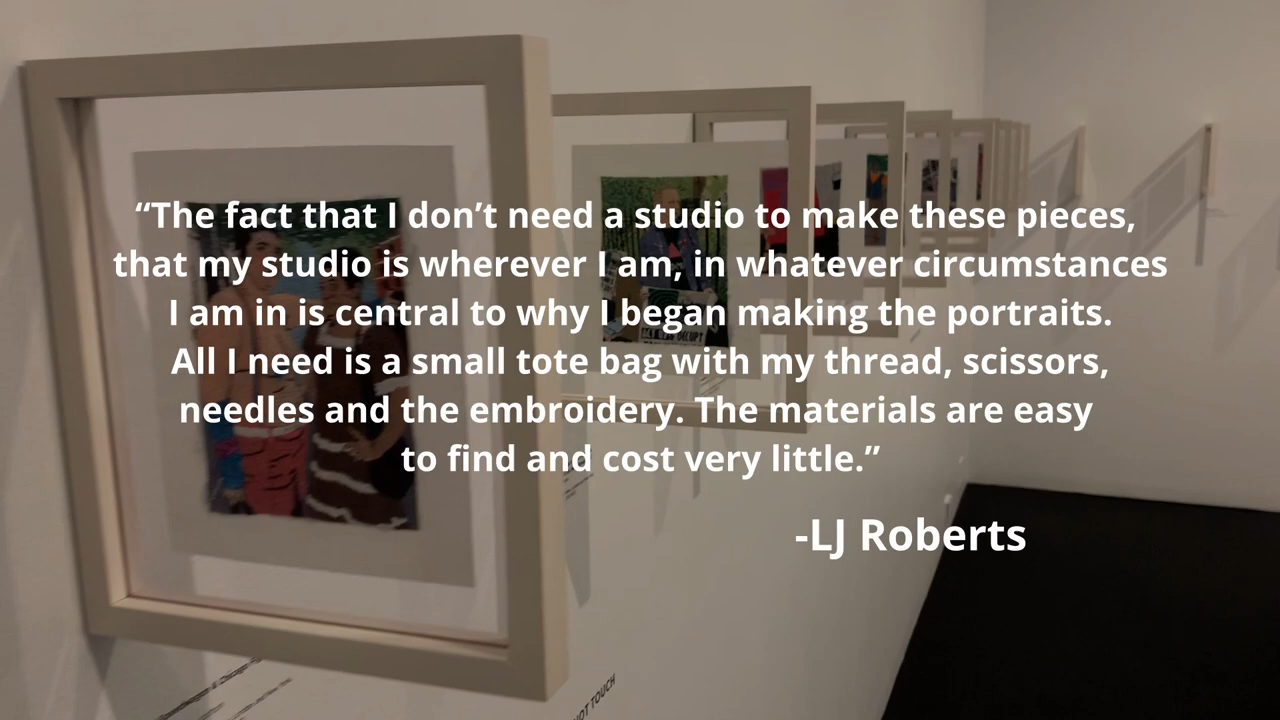 “The fact that I don’t need a studio to make these pieces,
that my studio is wherever I am, in whatever circumstances
I am in is central to why I began making the portraits.
All I need is a small tote bag with my thread, scissors,
needles and the embroidery. The materials are easy
to find and cost very little.”
-LJ Roberts
NOT TOUCH